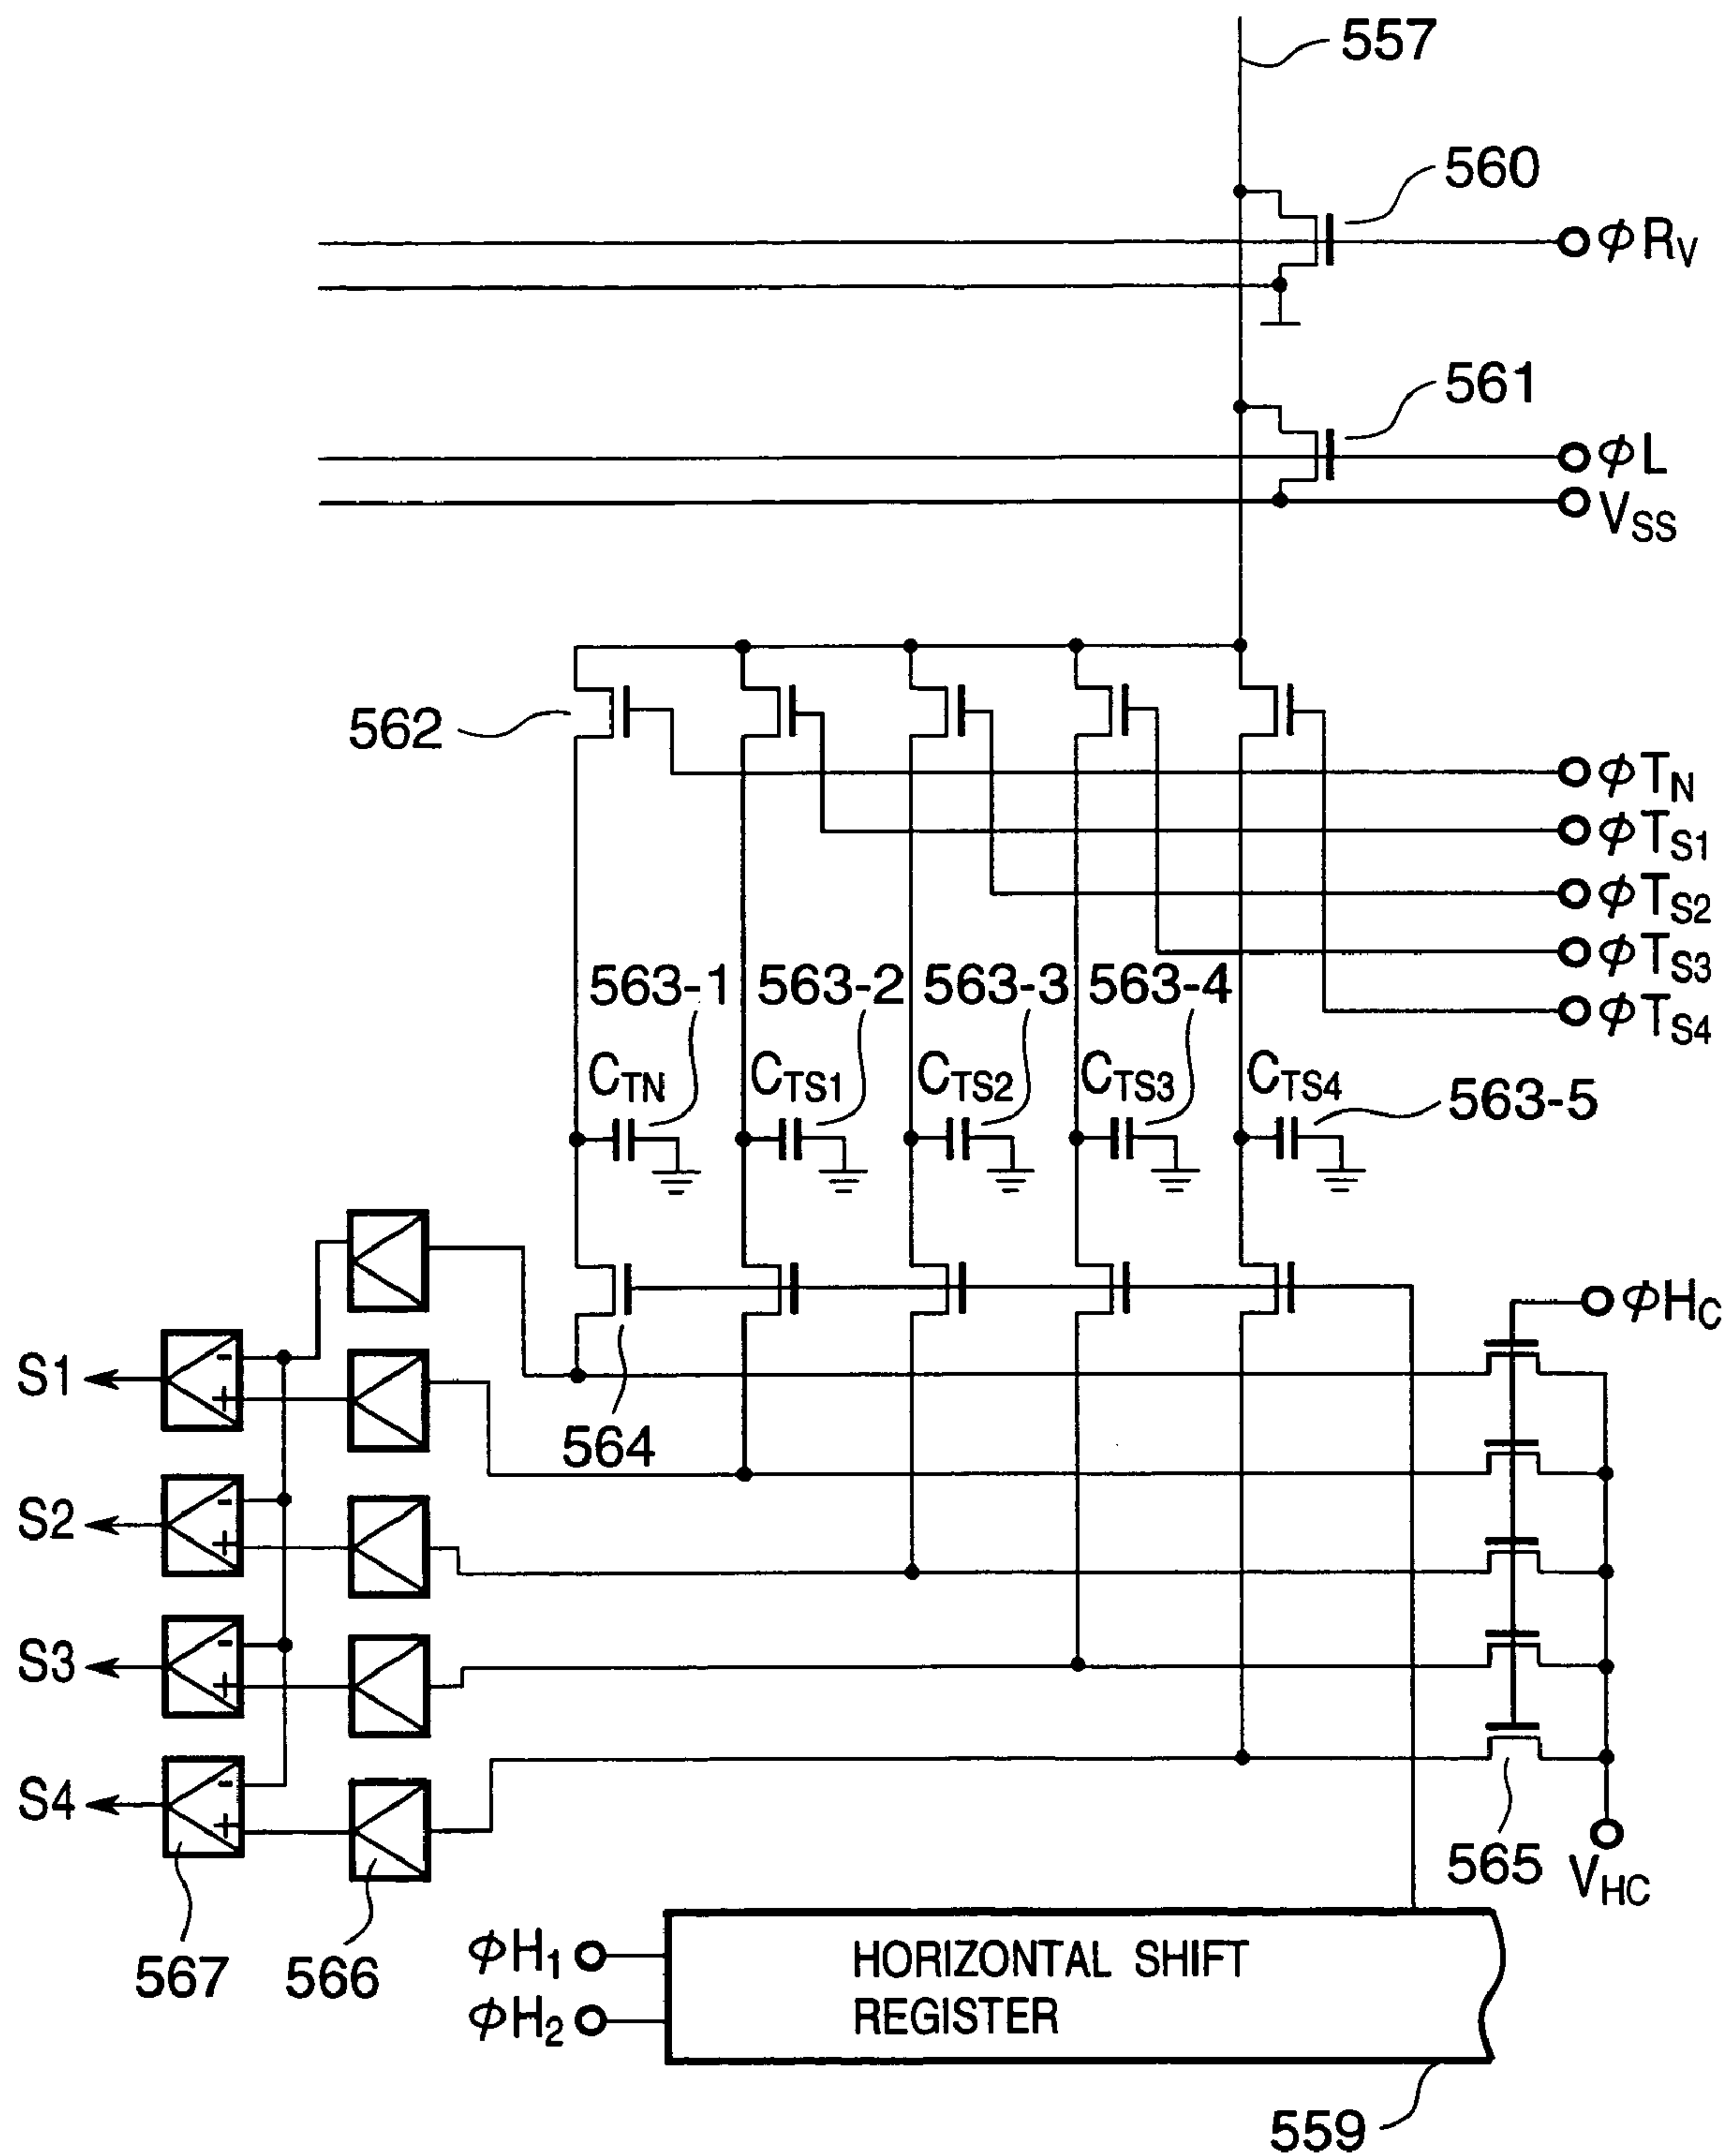 557
560
ϕRV
561
ϕL
VSS
562
ϕTN
ϕTS1
ϕTS2
ϕTS3
ϕTS4
563-1
563-2
563-3
563-4
CTN
CTS1
CTS2
CTS3
CTS4
563-5
ϕHC
S1
-
+
564
S2
-
+
S3
-
+
S4
-
+
565
VHC
567
566
ϕH1
ϕH2
HORIZONTAL SHIFT
REGISTER
559